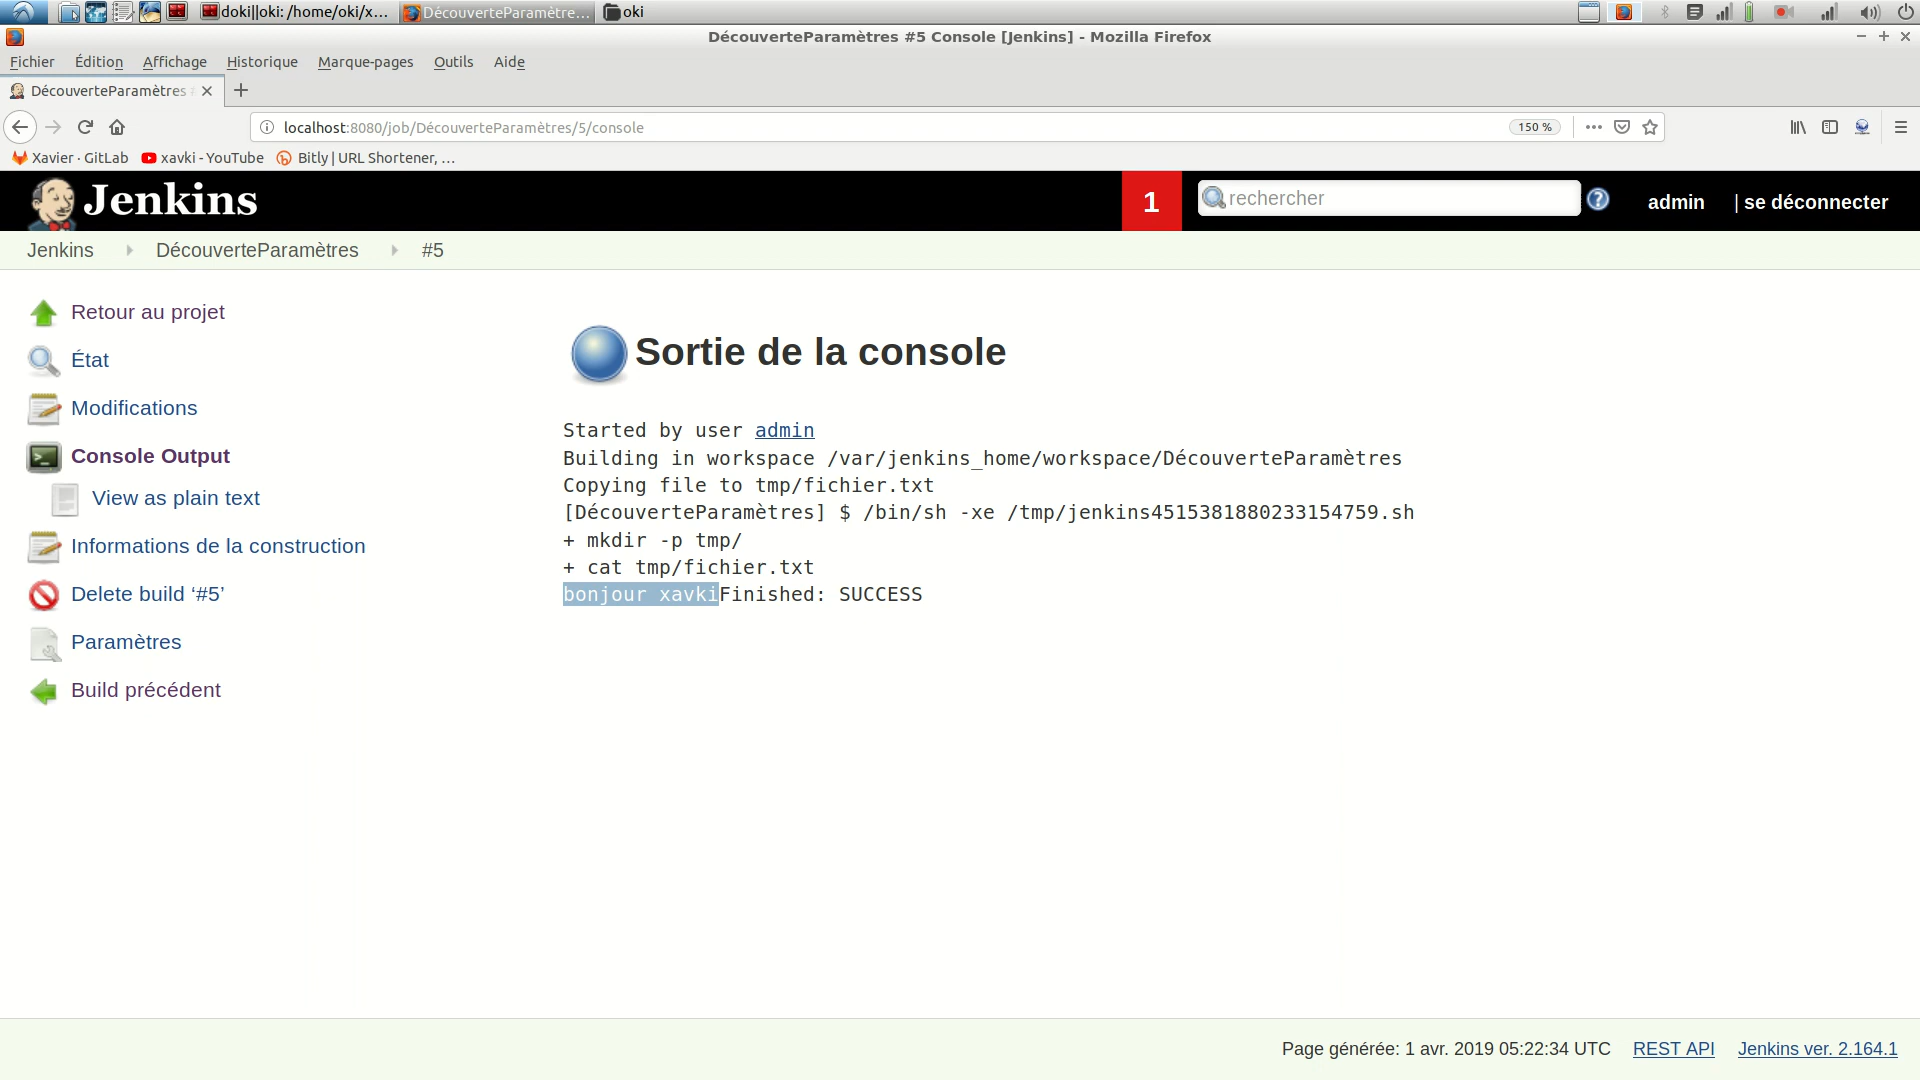 doki||oki: /home/oki/x...
DécouverteParamètre...
oki
DécouverteParamètres #5 Console [Jenkins] - Mozilla Firefox
Fichier Édition Affichage Historique Marque-pages Outils Aide
DécouverteParamètres
localhost:8080/job/DécouverteParamètres/5/console
150 %
Xavier · GitLab
xavki - YouTube
Bitly | URL Shortener, ...
Jenkins
1
rechercher
admin
| se déconnecter
Jenkins
DécouverteParamètres
#5
Retour au projet
État
Modifications
Console Output
View as plain text
Informations de la construction
Delete build ‘#5’
Paramètres
Build précédent
Sortie de la console
Started by user admin
Building in workspace /var/jenkins_home/workspace/DécouverteParamètres
Copying file to tmp/fichier.txt
[DécouverteParamètres] $ /bin/sh -xe /tmp/jenkins4515381880233154759.sh
+ mkdir -p tmp/
+ cat tmp/fichier.txt
bonjour xavkiFinished: SUCCESS
Page générée: 1 avr. 2019 05:22:34 UTC
REST API
Jenkins ver. 2.164.1